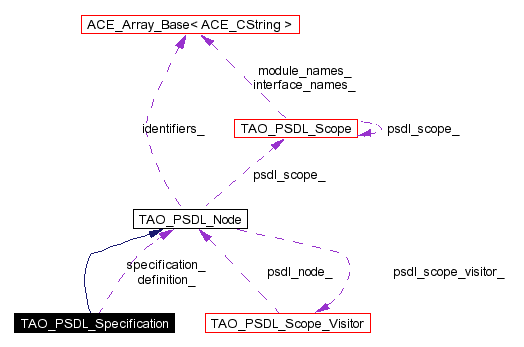 ACE_Array_Base< ACE_CString >
module_names_
interface_names_
identifiers_
TAO_PSDL_Scope
psdl_scope_
psdl_scope_
TAO_PSDL_Node
specification_
definition_
psdl_node_
psdl_scope_visitor_
TAO_PSDL_Specification
TAO_PSDL_Scope_Visitor